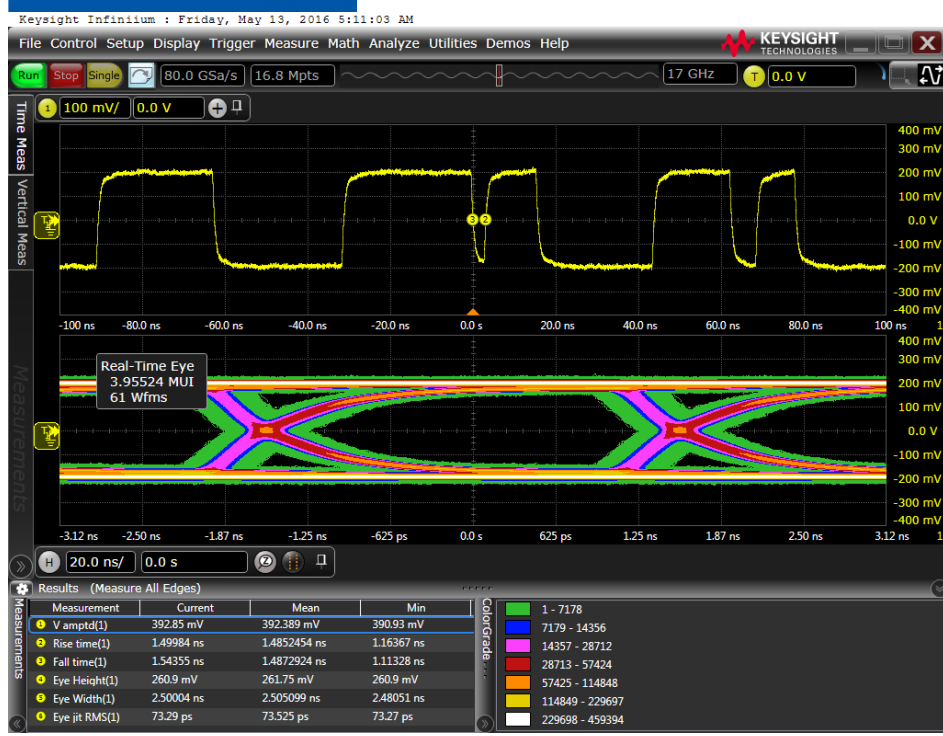 Keysight Infiniium : Friday, May 13, 2016 5:11:03 AM
File Control Setup Display Trigger Measure Math Analyze Utilities Demos Help
KEYSIGHT
TECHNOLOGIES
Run Stop Single 80.0 GSa/s 16.8 Mpts 17 GHz T 0.0 V
1 100 mV/ 0.0 V
Time Meas
Vertical Meas
400 mV
300 mV
200 mV
100 mV
0.0 V
-100 mV
-200 mV
-300 mV
-400 mV
3 2
-100 ns -80.0 ns -60.0 ns -40.0 ns -20.0 ns 0.0 s 20.0 ns 40.0 ns 60.0 ns 80.0 ns 100 ns 1
Measurements
Real-Time Eye
3.95524 MUI
61 Wfms
400 mV
300 mV
200 mV
100 mV
0.0 V
-100 mV
-200 mV
-300 mV
-400 mV
-3.12 ns -2.50 ns -1.87 ns -1.25 ns -625 ps 0.0 s 625 ps 1.25 ns 1.87 ns 2.50 ns 3.12 ns 1
H 20.0 ns/ 0.0 s
Results (Measure All Edges)
Measurements
Measurement Current Mean Min
1 V amptd(1) 392.85 mV 392.389 mV 390.93 mV
2 Rise time(1) 1.49984 ns 1.4852454 ns 1.16367 ns
3 Fall time(1) 1.54355 ns 1.4872924 ns 1.11328 ns
4 Eye Height(1) 260.9 mV 261.75 mV 260.9 mV
5 Eye Width(1) 2.50004 ns 2.505099 ns 2.48051 ns
6 Eye jit RMS(1) 73.29 ps 73.525 ps 73.27 ps
ColorGrade
1 - 7178
7179 - 14356
14357 - 28712
28713 - 57424
57425 - 114848
114849 - 229697
229698 - 459394